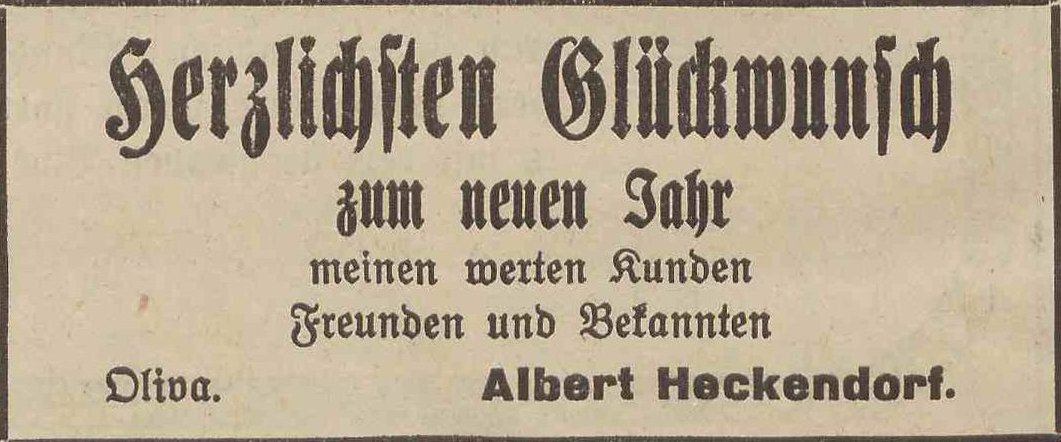 Herzlichsten Glückwunsch
zum neuen Jahr
meinen werten Kunden
Freunden und Bekannten
Oliva. Albert Heckendorf.